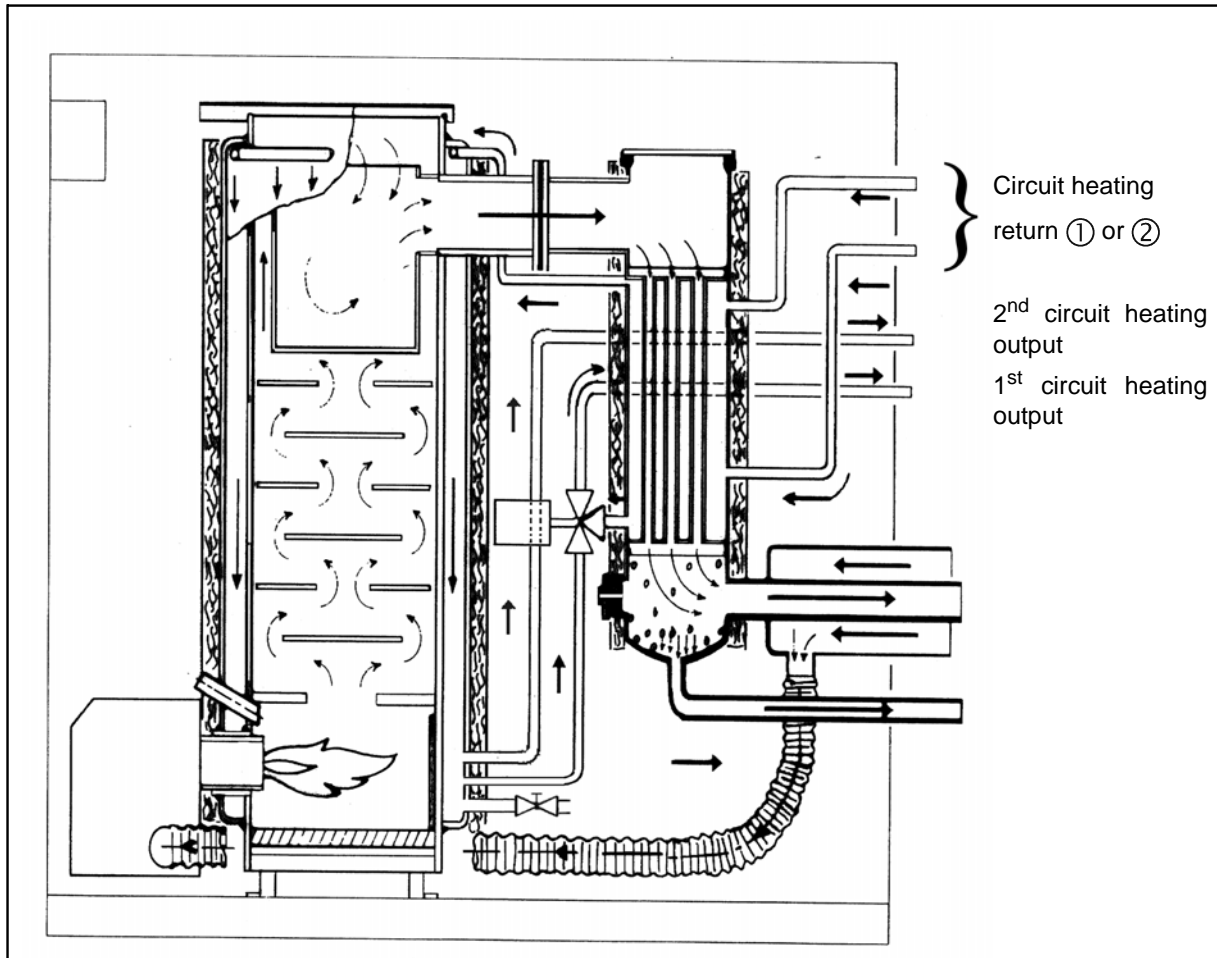 Circuit heating
return ① or ②
2nd circuit heating
output
1st circuit heating
output